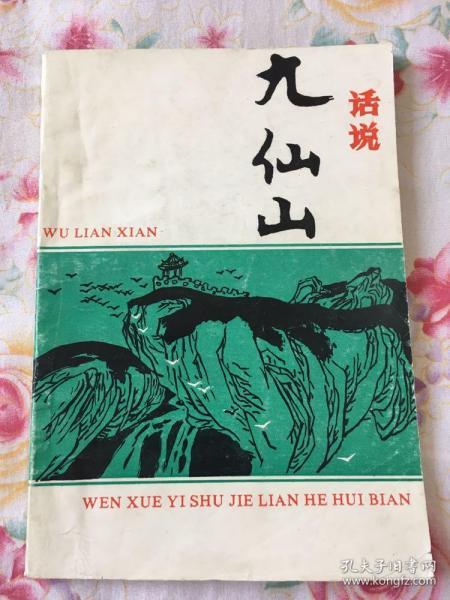 话说
九仙山
WU LIAN XIAN
WEN XUE YI SHU JIE LIAN HE HUI BIAN
孔夫子旧书网
www.kongfz.com